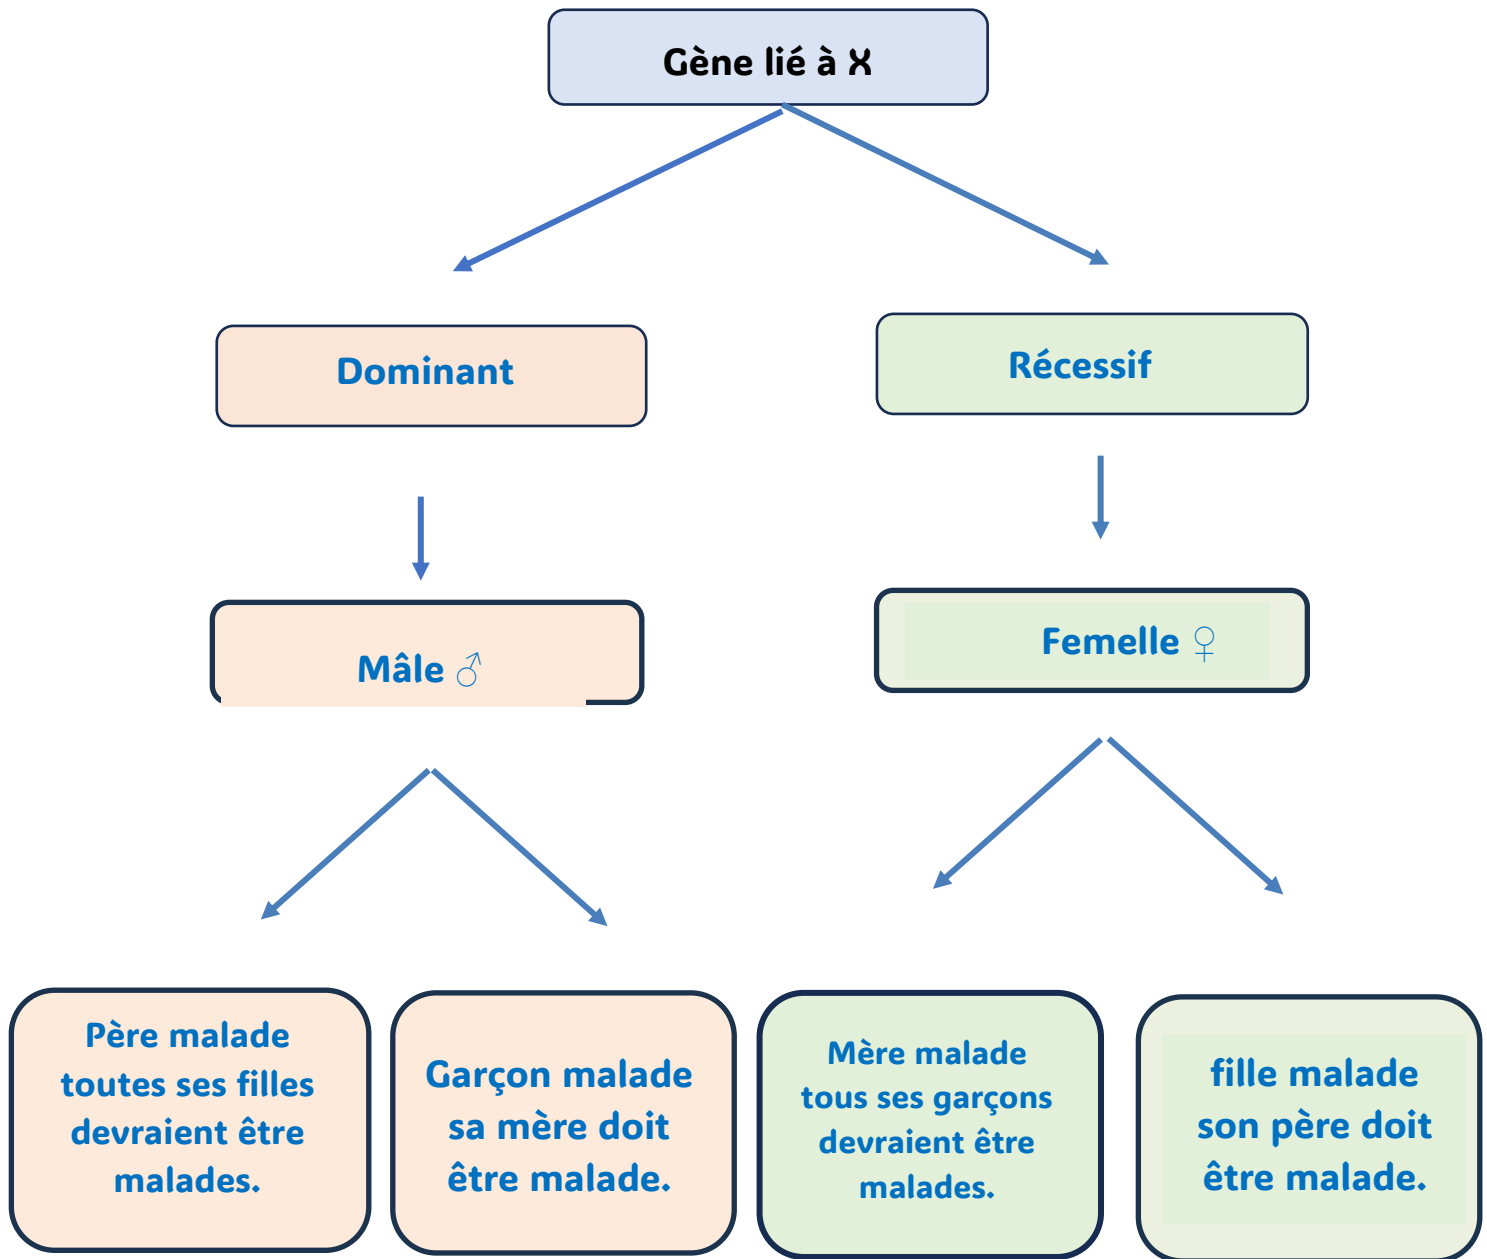 Gène lié à X
Dominant
Récessif
Mâle ♂
Femelle ♀
Père malade
toutes ses filles
devraient être
malades.
Garçon malade
sa mère doit
être malade.
Mère malade
tous ses garçons
devraient être
malades.
fille malade
son père doit
être malade.